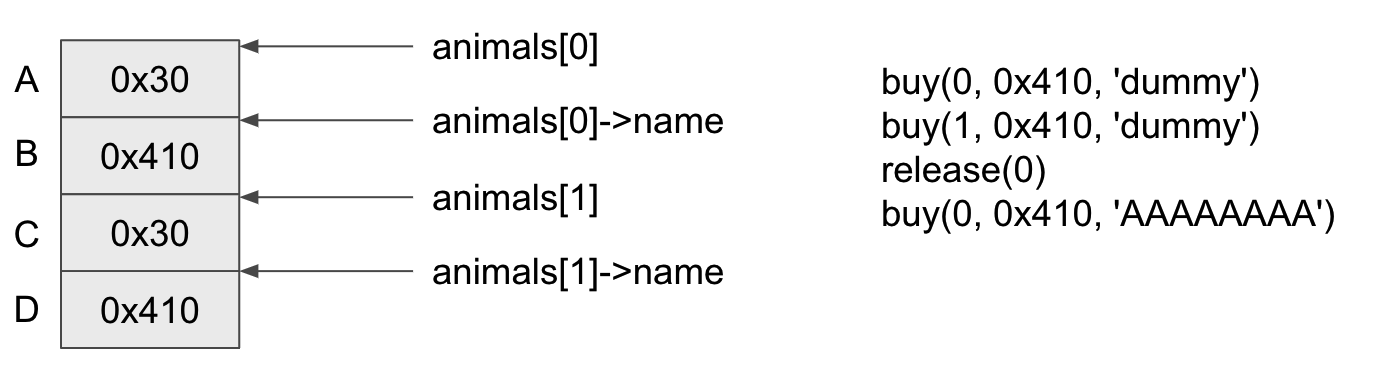 A
0x30
B
0x410
C
0x30
D
0x410
animals[0]
animals[0]->name
animals[1]
animals[1]->name
buy(0, 0x410, 'dummy')
buy(1, 0x410, 'dummy')
release(0)
buy(0, 0x410, 'AAAAAAAA')